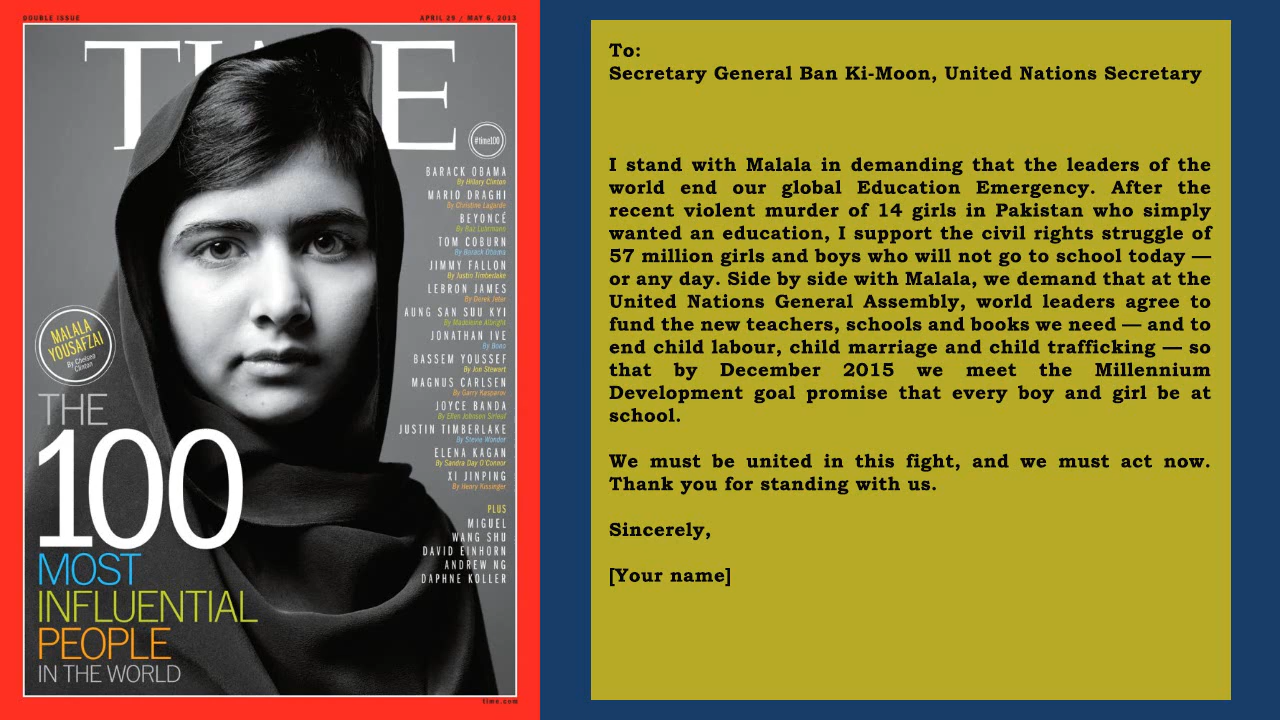 DOUBLE ISSUE
APRIL 29 / MAY 6, 2013
TIME
#time100
BARACK OBAMA
By Hillary Clinton
MARIO DRAGHI
By Christine Lagarde
BEYONCÉ
By Baz Luhrmann
TOM COBURN
By Barack Obama
JIMMY FALLON
By Justin Timberlake
LEBRON JAMES
By Derek Jeter
AUNG SAN SUU KYI
By Madeleine Albright
JONATHAN IVE
By Bono
BASSEM YOUSSEF
By Jon Stewart
MAGNUS CARLSEN
By Garry Kasparov
JOYCE BANDA
By Ellen Johnson Sirleaf
JUSTIN TIMBERLAKE
By Stevie Wonder
ELENA KAGAN
By Sandra Day O'Connor
XI JINPING
By Henry Kissinger
PLUS
MIGUEL
WANG SHU
DAVID EINHORN
ANDREW NG
DAPHNE KOLLER
MALALA
YOUSAFZAI
By Chelsea
Clinton
THE
100
MOST
INFLUENTIAL
PEOPLE
IN THE WORLD
time.com
To:
Secretary General Ban Ki-Moon, United Nations Secretary
I stand with Malala in demanding that the leaders of the
world end our global Education Emergency. After the
recent violent murder of 14 girls in Pakistan who simply
wanted an education, I support the civil rights struggle of
57 million girls and boys who will not go to school today —
or any day. Side by side with Malala, we demand that at the
United Nations General Assembly, world leaders agree to
fund the new teachers, schools and books we need — and to
end child labour, child marriage and child trafficking — so
that by December 2015 we meet the Millennium
Development goal promise that every boy and girl be at
school.
We must be united in this fight, and we must act now.
Thank you for standing with us.
Sincerely,
[Your name]